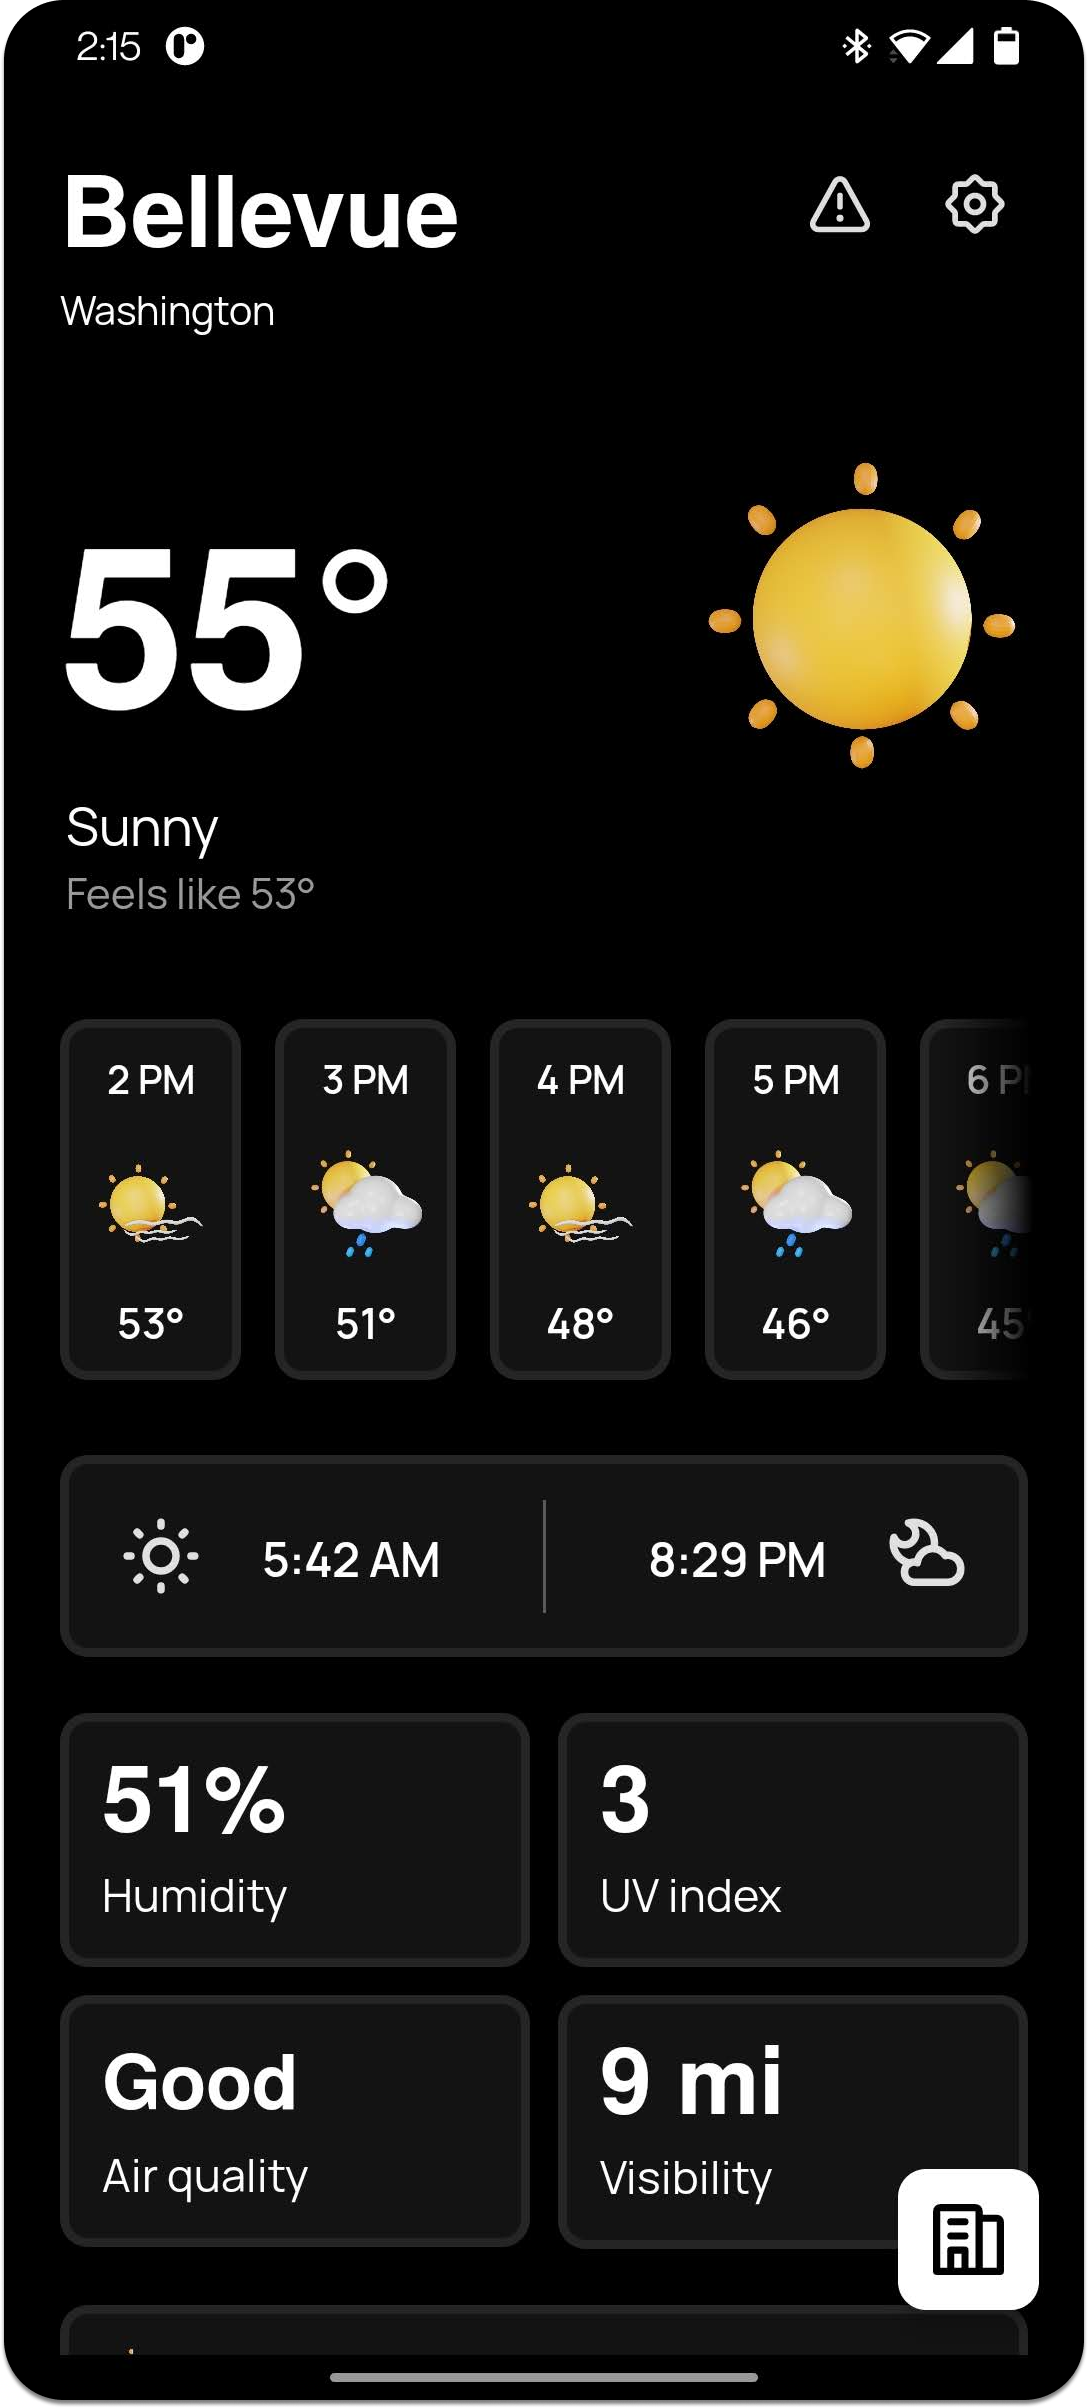 2:15
Bellevue
Washington
55°
Sunny
Feels like 53°
2 PM 3 PM 4 PM 5 PM 6 P
53° 51° 48° 46° 45°
5:42 AM 8:29 PM
51% 3
Humidity UV index
Good 9 mi
Air quality Visibility